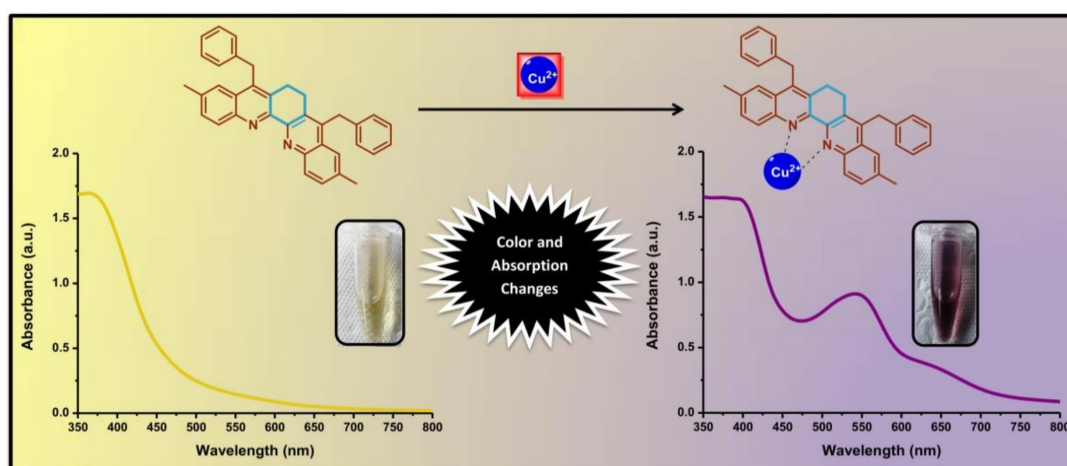 Cu2+
N
N
N
N
Cu2+
2.0
1.5
1.0
0.5
0.0
Absorbance (a.u.)
350 400 450 500 550 600 650 700 750 800
Wavelength (nm)
Color and
Absorption
Changes
2.0
1.5
1.0
0.5
0.0
Absorbance (a.u.)
350 400 450 500 550 600 650 700 750 800
Wavelength (nm)